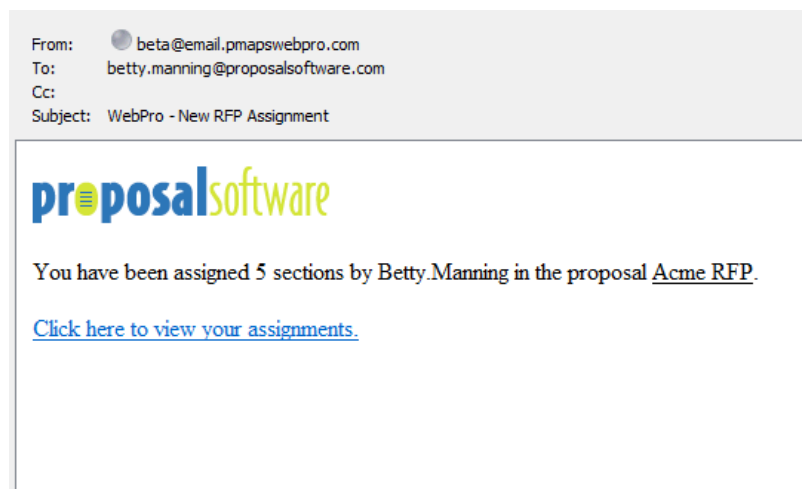 From: beta@email.pmapswebpro.com
To: betty.manning@proposalsoftware.com
Cc:
Subject: WebPro - New RFP Assignment
proposalsoftware
You have been assigned 5 sections by Betty.Manning in the proposal Acme RFP.
Click here to view your assignments.